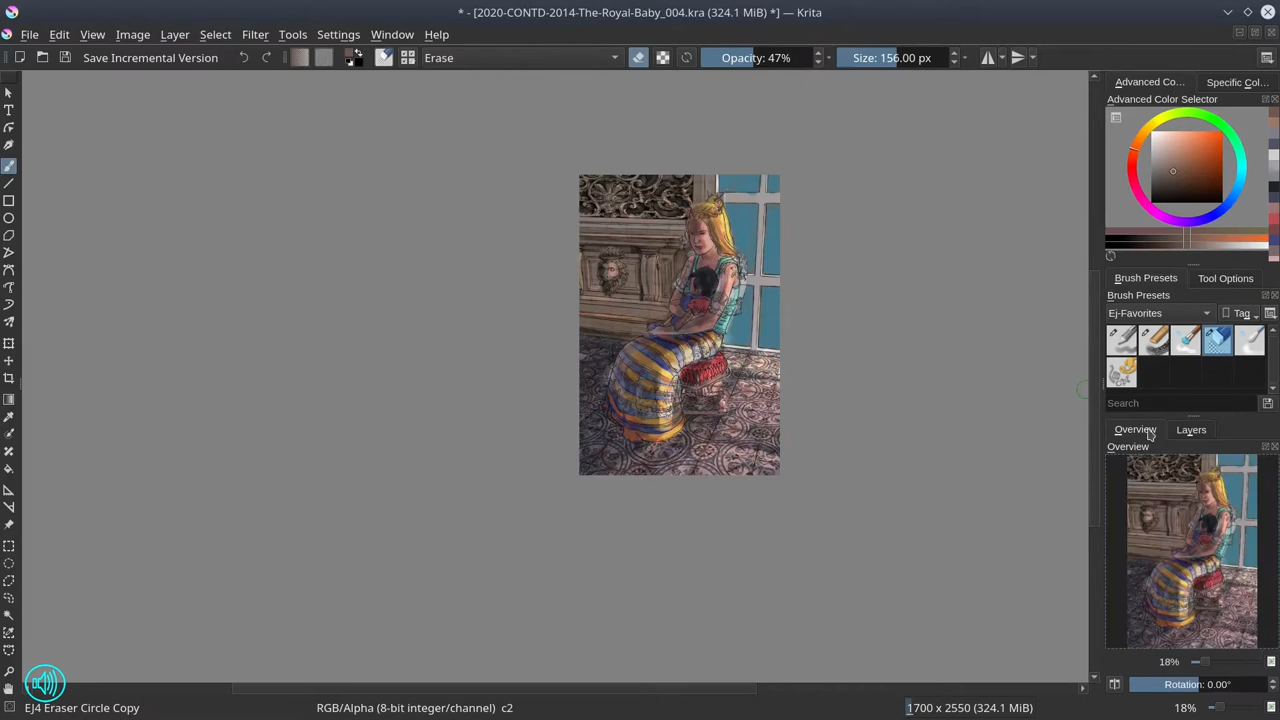 * - [2020-CONTD-2014-The-Royal-Baby_004.kra (324.1 MiB) *] — Krita
File Edit View Image Layer Select Filter Tools Settings Window Help
Save Incremental Version Erase Opacity: 47% Size: 156.00 px
Advanced Co... Specific Col...
Advanced Color Selector
Brush Presets Tool Options
Brush Presets
Ej-Favorites Tag
Search
Overview Layers
Overview
18%
Rotation: 0.00°
EJ4 Eraser Circle Copy RGB/Alpha (8-bit integer/channel) c2 1700 x 2550 (324.1 MiB) 18%